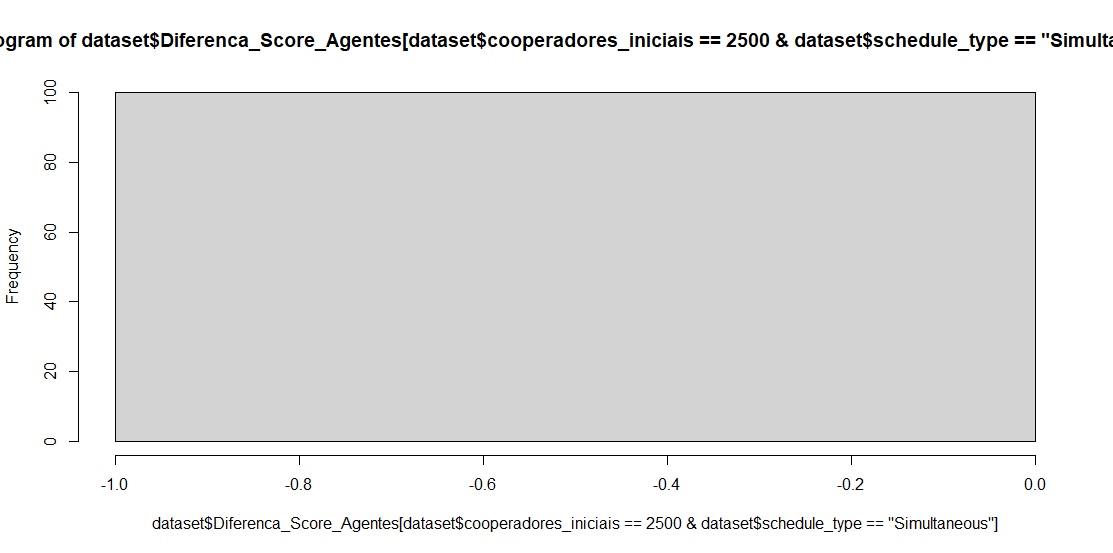 ogram of dataset$Diferenca_Score_Agentes[dataset$cooperadores_iniciais == 2500 & dataset$schedule_type == "Simulta
100
80
60
40
20
0
Frequency
-1.0 -0.8 -0.6 -0.4 -0.2 0.0
dataset$Diferenca_Score_Agentes[dataset$cooperadores_iniciais == 2500 & dataset$schedule_type == "Simultaneous"]